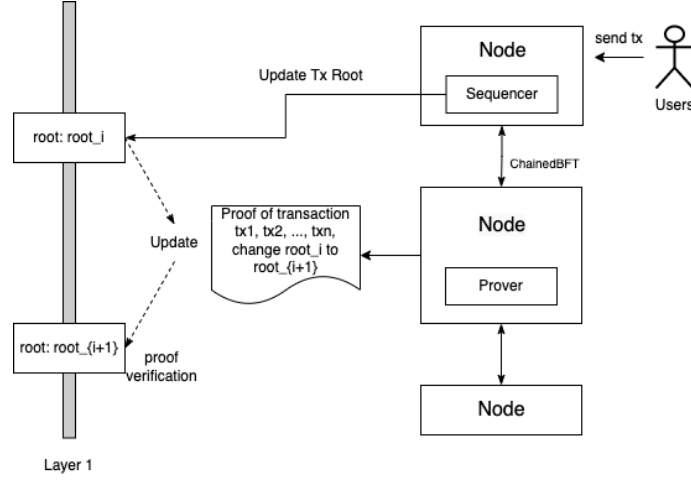 Node
send tx
Update Tx Root
Sequencer
Users
root: root_i
ChainedBFT
Proof of transaction
tx1, tx2, ..., txn,
change root_i to
root_{i+1}
Node
Update
Prover
root: root_{i+1}
proof
verification
Node
Layer 1